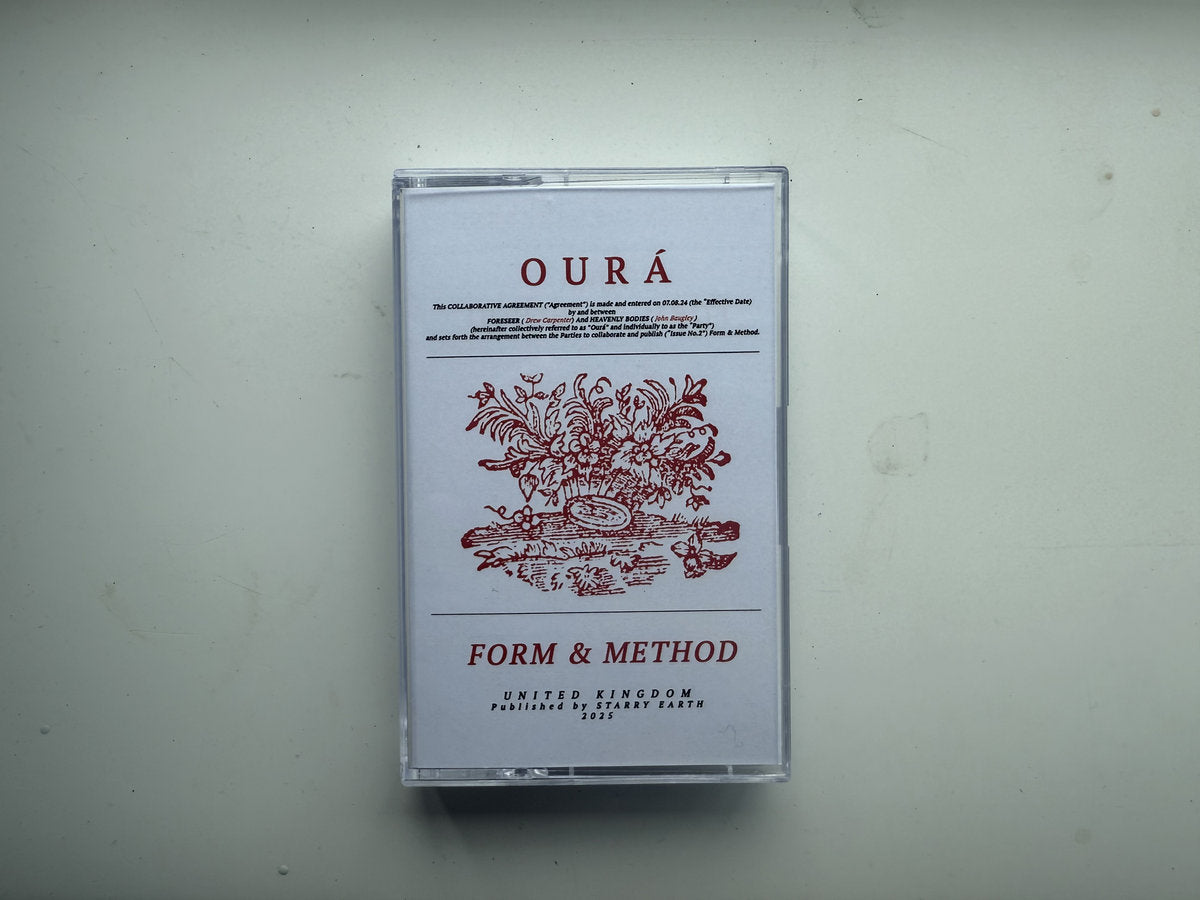 OURÁ
This COLLABORATIVE AGREEMENT ("Agreement") is made and entered on 07.08.24 (the "Effective Date)
by and between
FORESEER ( Drew Carpenter) And HEAVENLY BODIES ( John Baugley )
(hereinafter collectively referred to as "Ourá" and individually to as the "Party")
and sets forth the arrangement between the Parties to collaborate and publish ("Issue No.2") Form & Method.
FORM & METHOD
UNITED KINGDOM
Published by STARRY EARTH
2025